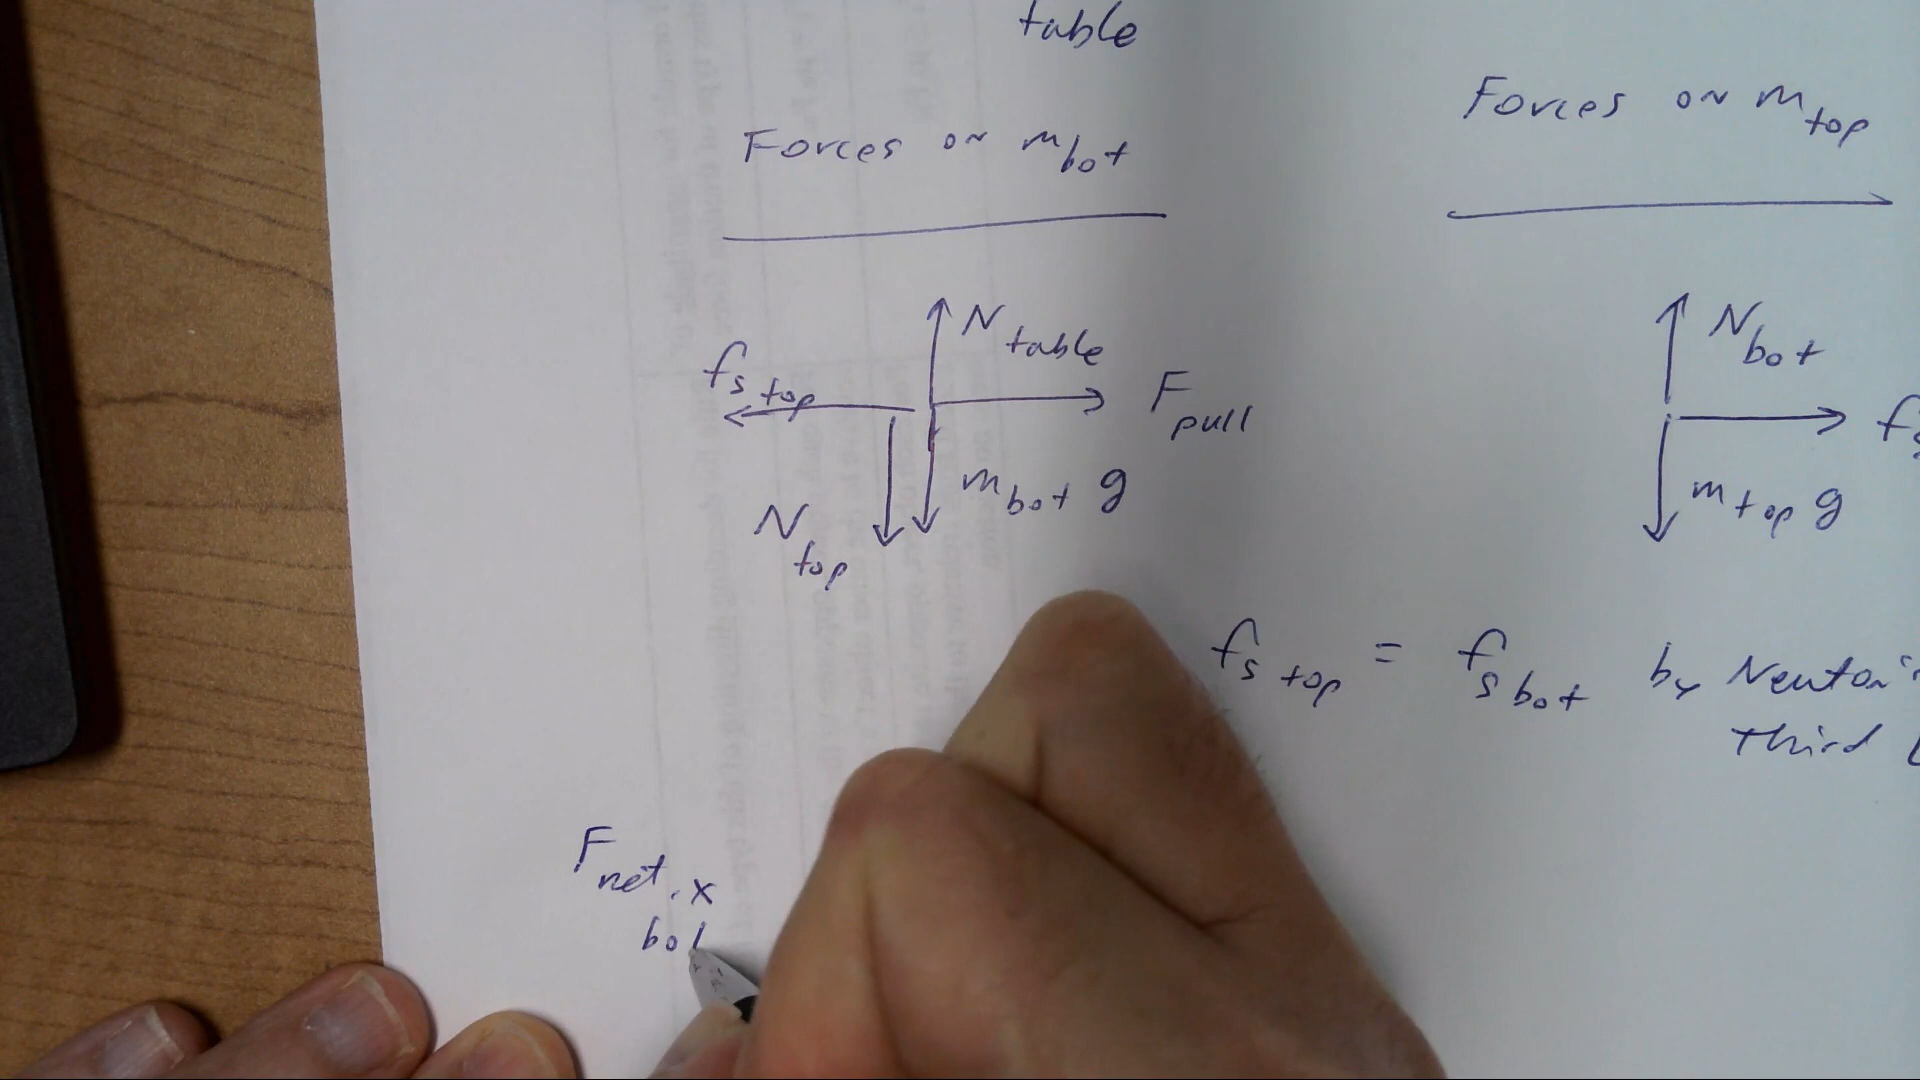 table
Forces on m bot
Forces on m top
N table
f s top
F pull
m bot g
N top
N bot
f s
m top g
f s top = f s bot by Newton's
Third L
F net, x
bot